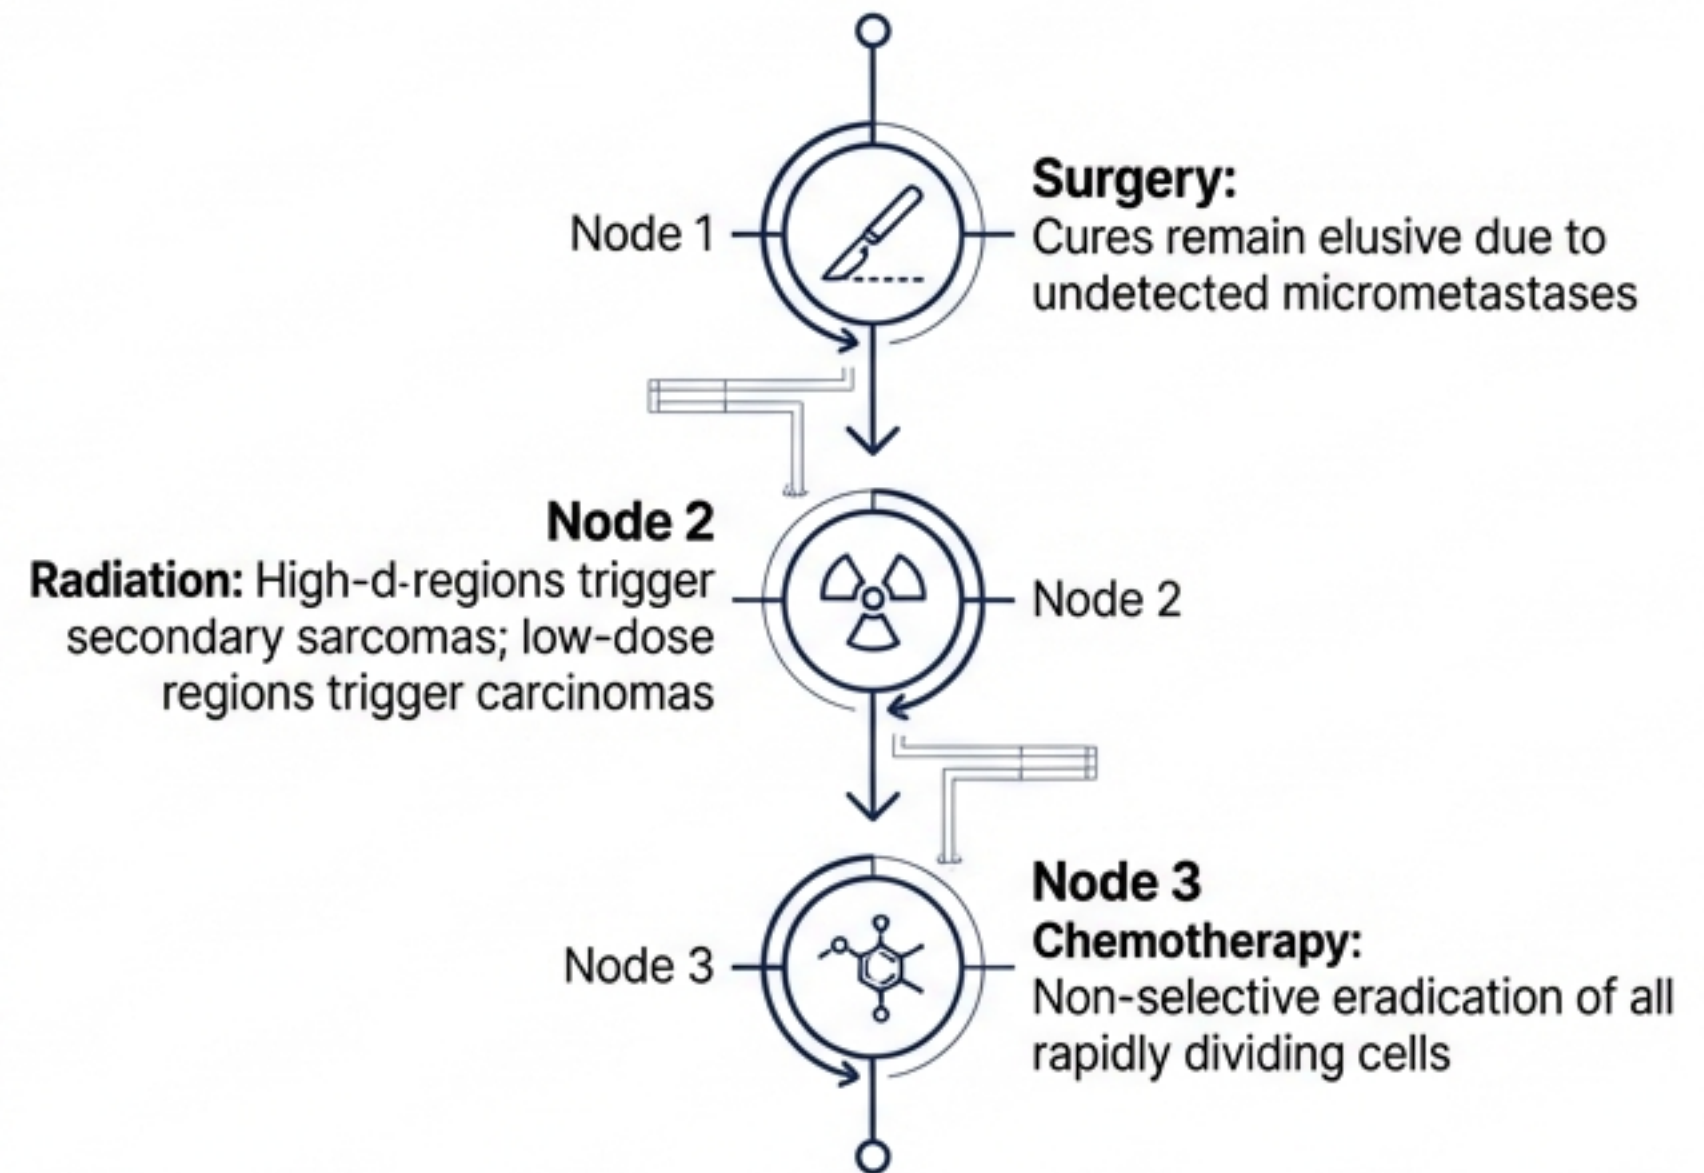 Node 1
Surgery:
Cures remain elusive due to
undetected micrometastases
Node 2
Radiation: High-d-regions trigger
secondary sarcomas; low-dose
regions trigger carcinomas
Node 2
Node 3
Node 3
Chemotherapy:
Non-selective eradication of all
rapidly dividing cells